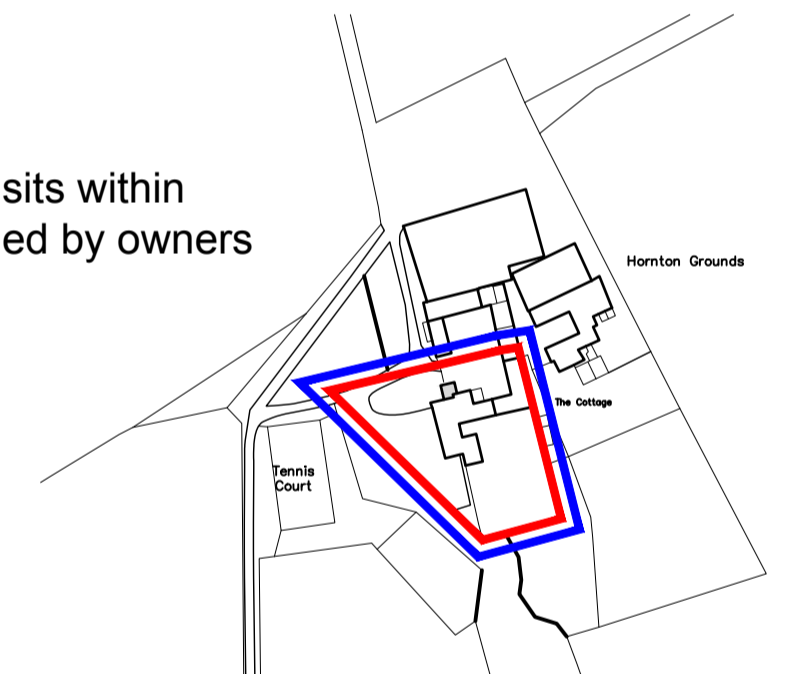 sits within
ed by owners
Hornton Grounds
The Cottage
Tennis
Court